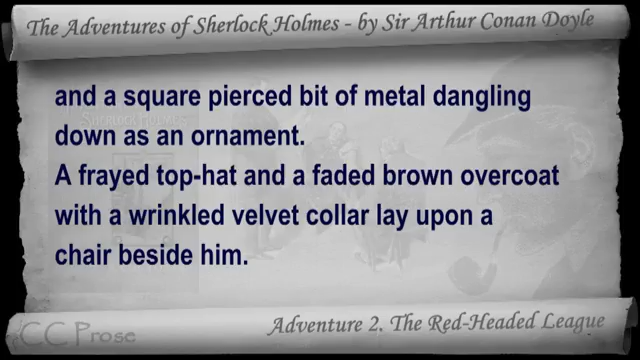 The Adventures of Sherlock Holmes - by Sir Arthur Conan Doyle
and a square pierced bit of metal dangling
down as an ornament.
A frayed top-hat and a faded brown overcoat
with a wrinkled velvet collar lay upon a
chair beside him.
CC Prose
Adventure 2. The Red-Headed League